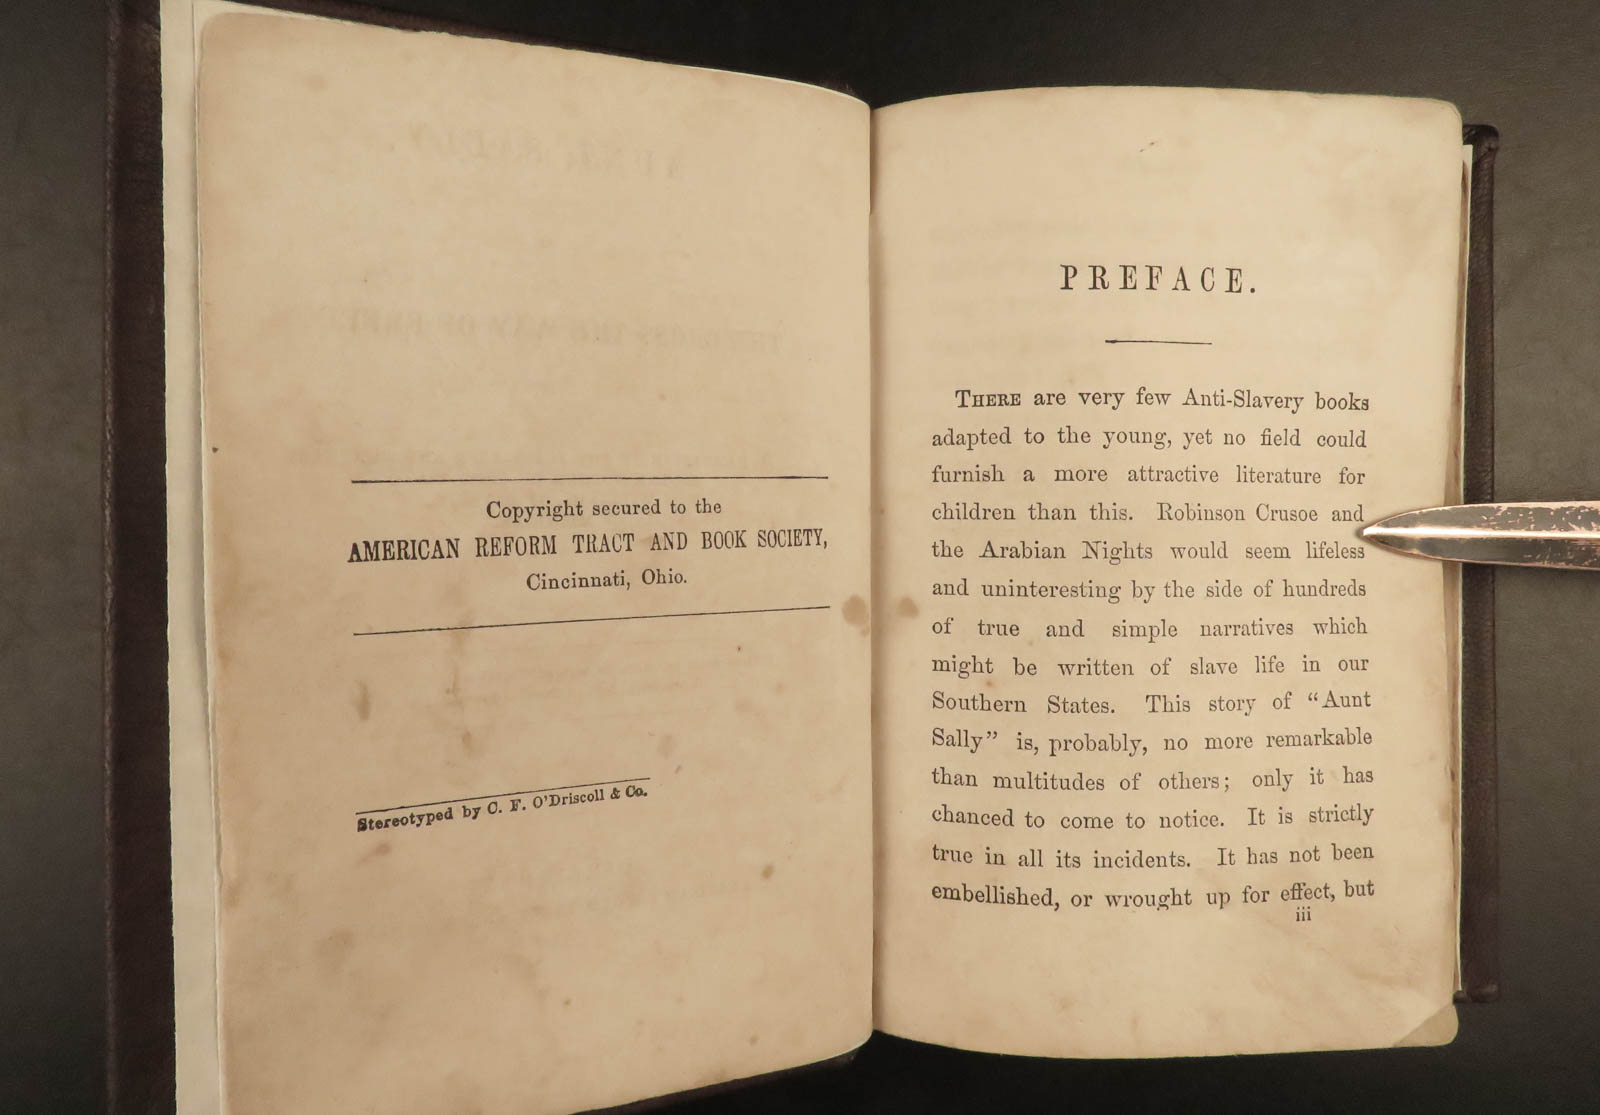 Copyright secured to the
AMERICAN REFORM TRACT AND BOOK SOCIETY,
Cincinnati, Ohio.
Stereotyped by C. F. O'Driscoll & Co.
PREFACE.
THERE are very few Anti-Slavery books
adapted to the young, yet no field could
furnish a more attractive literature for
children than this. Robinson Crusoe and
the Arabian Nights would seem lifeless
and uninteresting by the side of hundreds
of true and simple narratives which
might be written of slave life in our
Southern States. This story of “Aunt
Sally” is, probably, no more remarkable
than multitudes of others; only it has
chanced to come to notice. It is strictly
true in all its incidents. It has not been
embellished, or wrought up for effect, but
iii